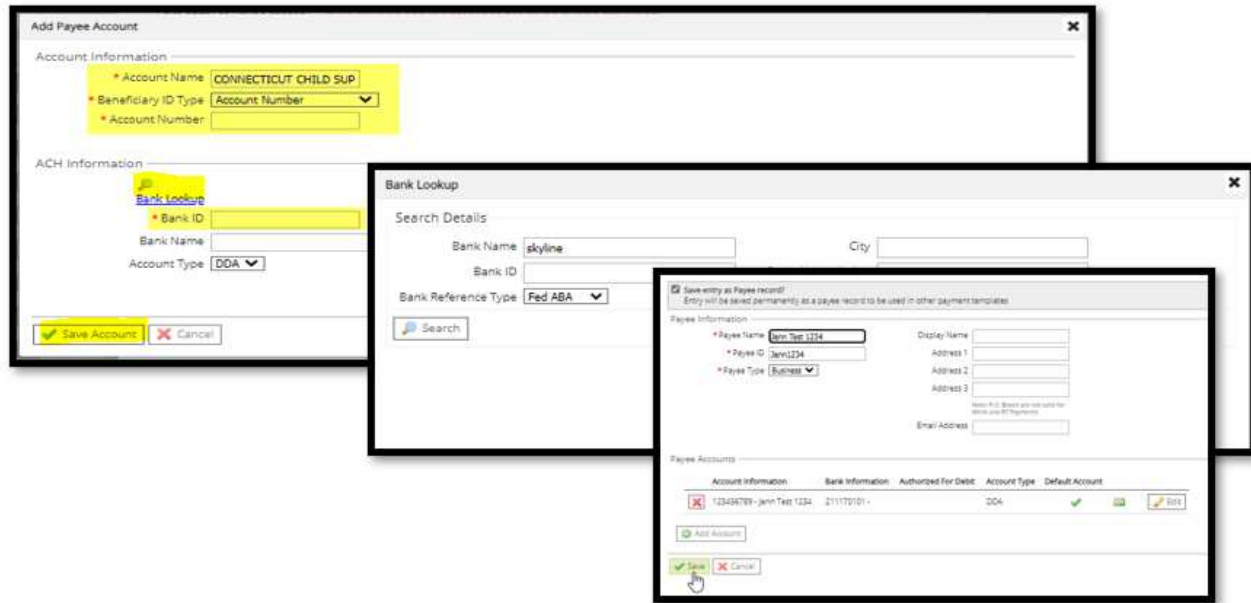 Add Payee Account
Account Information
* Account Name CONNECTICUT CHILD SUP
* Beneficiary ID Type Account Number
* Account Number
ACH Information
Bank Lookup
* Bank ID
Bank Name
Account Type DDA
Save Account Cancel
Bank Lookup
Search Details
Bank Name skyline City
Bank ID
Bank Reference Type Fed ABA
Search
Save entry as Payee record?
Entry will be saved permanently as a payee record to be used in other payment templates
Payee Information
* Payee Name Jenn Test 1234 Display Name
* Payee ID Jenn1234 Address 1
* Payee Type Business Address 2
Address 3
Note: P.O. Boxes are not valid for
Email Address
Payee Accounts
Account Information Bank Information Authorized For Debit Account Type Default Account
123456789 - Jenn Test 1234 211170101 - DDA Edit
Add Account
Save Cancel